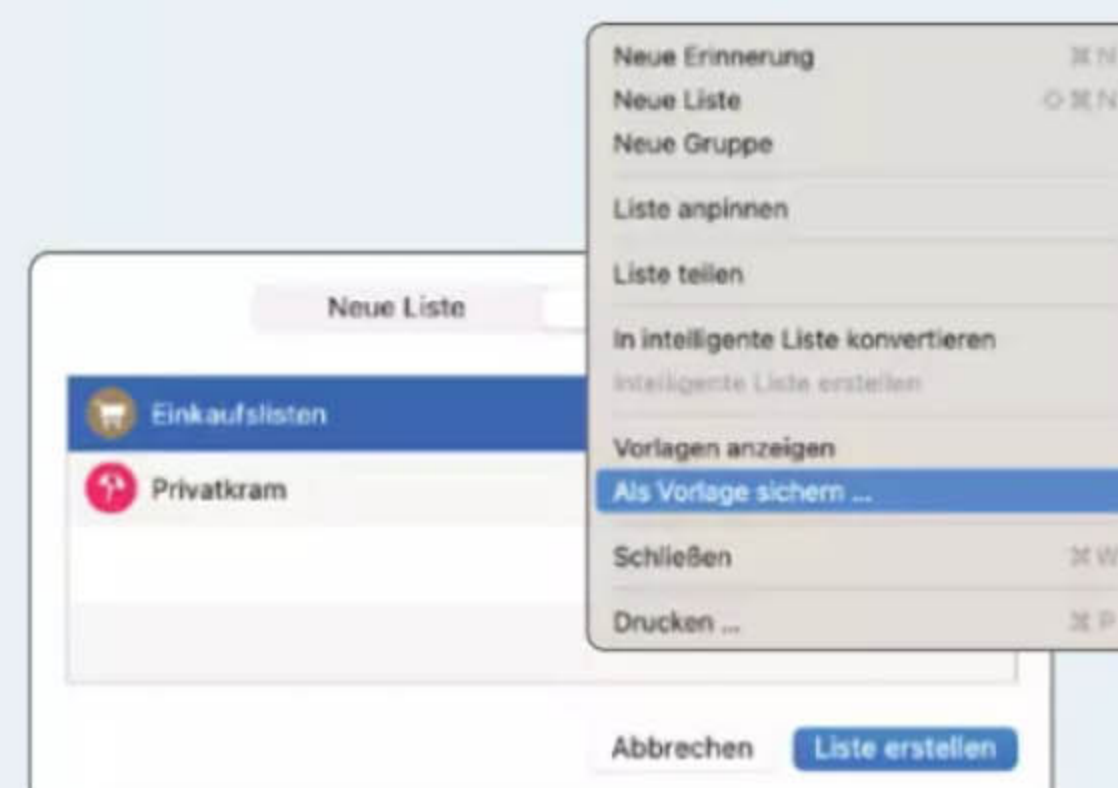 Neue Erinnerung ⌘N
Neue Liste ⇧⌘N
Neue Gruppe
Liste anpinnen
Liste teilen
In intelligente Liste konvertieren
Intelligente Liste erstellen
Vorlagen anzeigen
Als Vorlage sichern ...
Schließen ⌘W
Drucken ... ⌘P
Neue Liste
Einkaufslisten
Privatkram
Abbrechen
Liste erstellen